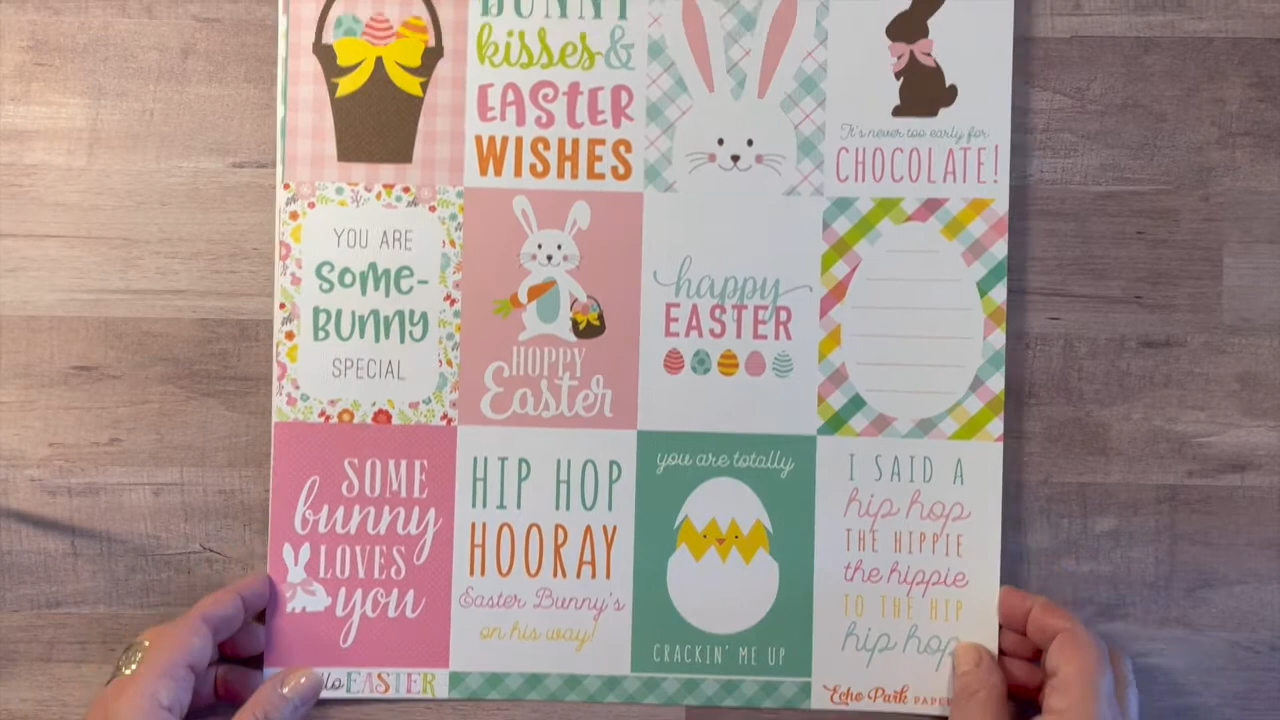 BUNNY
kisses &
EASTER
WISHES
It's never too early for
CHOCOLATE!
YOU ARE
some-
BUNNY
SPECIAL
HOPPY
Easter
happy
EASTER
SOME
bunny
LOVES
you
HIP HOP
HOORAY
Easter Bunny's
on his way!
you are totally
CRACKIN' ME UP
I SAID A
hip hop
THE HIPPIE
the hippie
TO THE HIP
hip hop
EASTER
Echo Park PAPER